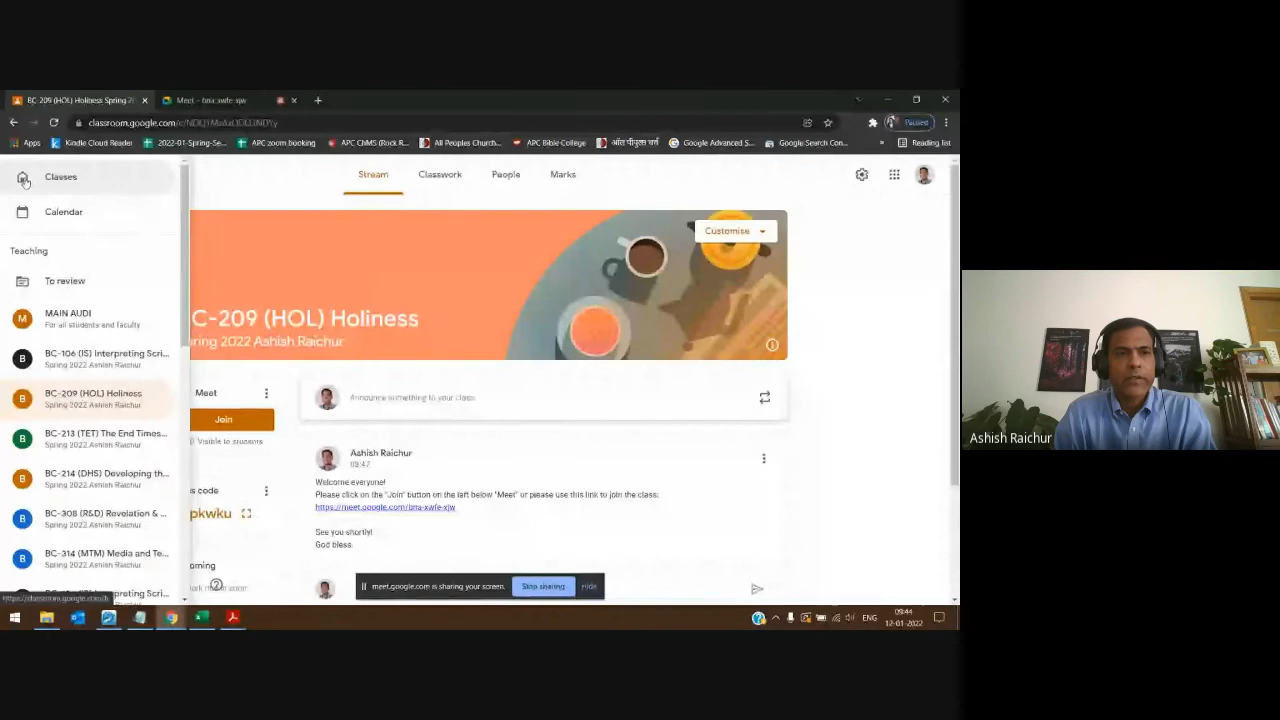 BC-209 (HOL) Holiness Spring 2(
Meet - bna-xwfe-xjw
Paused
Apps
Kindle Cloud Reader
2022-01-Spring-Se...
APC zoom booking
APC ChMS (Rock R...
All Peoples Church...
APC Bible College
Google Advanced S...
Google Search Con...
»
Reading list
Classes
Calendar
Teaching
To review
M
MAIN AUDI
For all students and faculty
B
BC-106 (IS) Interpreting Scri...
Spring 2022 Ashish Raichur
B
BC-209 (HOL) Holiness
Spring 2022 Ashish Raichur
B
BC-213 (TET) The End Times...
Spring 2022 Ashish Raichur
B
BC-214 (DHS) Developing th...
Spring 2022 Ashish Raichur
B
BC-308 (R&D) Revelation & ...
Spring 2022 Ashish Raichur
B
BC-314 (MTM) Media and Te...
Spring 2022 Ashish Raichur
Stream
Classwork
People
Marks
Customise
C-209 (HOL) Holiness
ring 2022 Ashish Raichur
Meet
Join
Visible to students
s code
pkwku
oming
Announce something to your class
Ashish Raichur
Welcome everyone!
Please click on the "Join" button on the left below "Meet" or please use this link to join the class:
https://meet.google.com/bna-xwfe-xjw
See you shortly!
God bless.
meet.google.com is sharing your screen.
Stop sharing
Hide
ENG
09:44
12-01-2022
Ashish Raichur